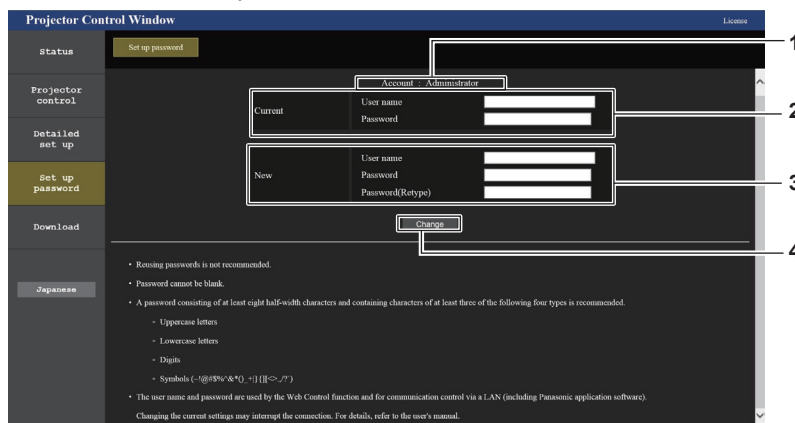 Projector Control Window
License
Status
Set up password
1
Account : Administrator
Projector
control
Current
User name
Password
2
Detailed
set up
New
User name
Password
Password(Retype)
3
Set up
password
Change
4
Download
Japanese
• Reusing passwords is not recommended.
• Password cannot be blank.
• A password consisting of at least eight half-width characters and containing characters of at least three of the following four types is recommended.
- Uppercase letters
- Lowercase letters
- Digits
- Symbols (~!@#$%^&*()_+|}{][<>.,/?`)
• The user name and password are used by the Web Control function and for communication control via a LAN (including Panasonic application software).
Changing the current settings may interrupt the connection. For details, refer to the user's manual.